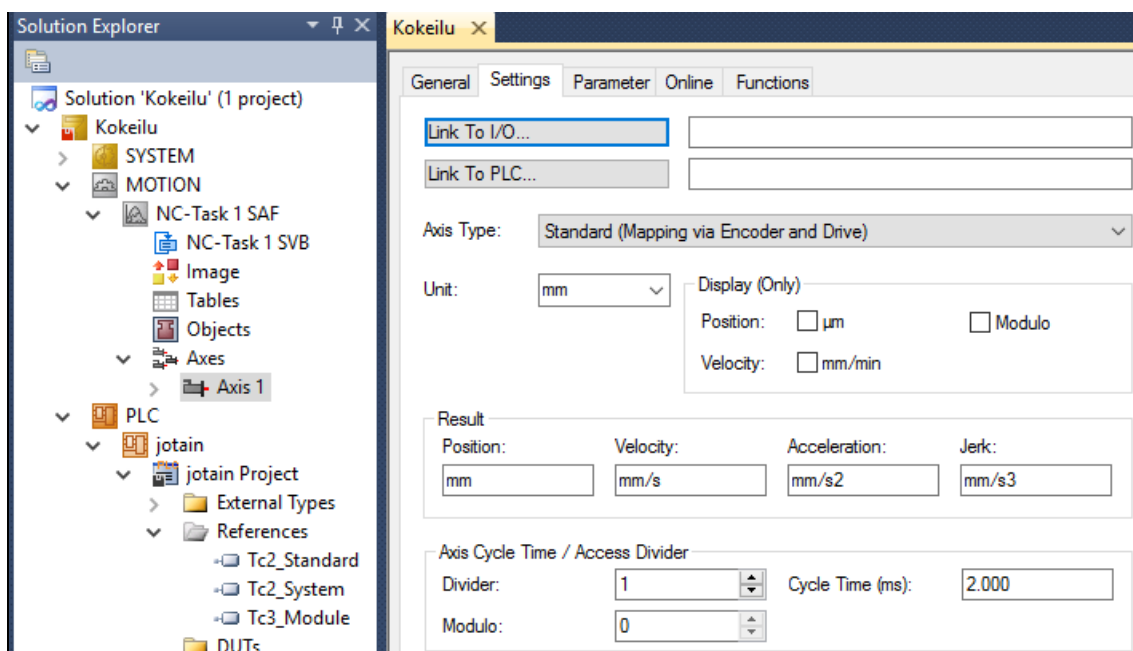 Solution Explorer
Solution 'Kokeilu' (1 project)
Kokeilu
SYSTEM
MOTION
NC-Task 1 SAF
NC-Task 1 SVB
Image
Tables
Objects
Axes
Axis 1
PLC
jotain
jotain Project
External Types
References
Tc2_Standard
Tc2_System
Tc3_Module
DUTs
Kokeilu
General Settings Parameter Online Functions
Link To I/O...
Link To PLC...
Axis Type: Standard (Mapping via Encoder and Drive)
Unit: mm
Display (Only)
Position: µm Modulo
Velocity: mm/min
Result
Position: Velocity: Acceleration: Jerk:
mm mm/s mm/s2 mm/s3
Axis Cycle Time / Access Divider
Divider: 1 Cycle Time (ms): 2.000
Modulo: 0